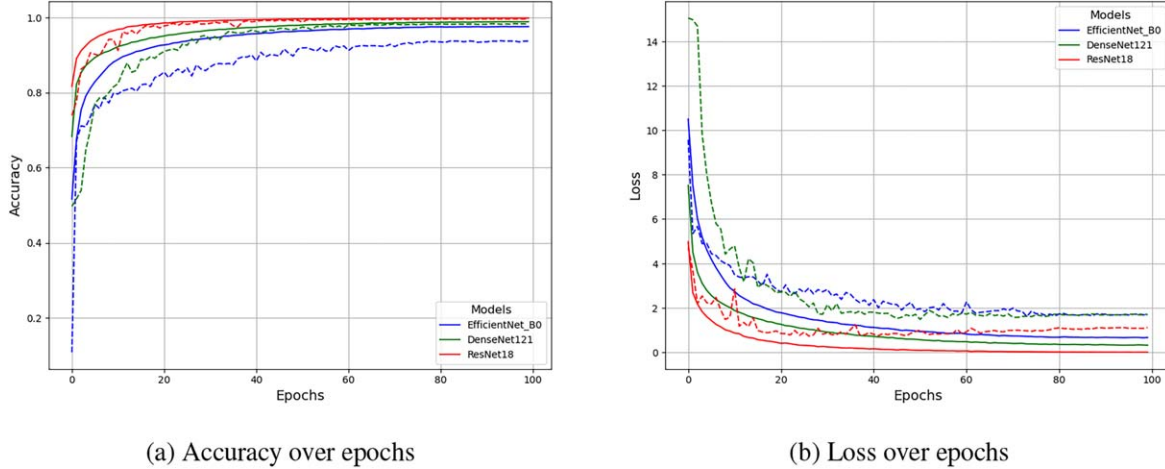 1.0
0.8
0.6
0.4
0.2
Accuracy
0 20 40 60 80 100
Epochs
Models
EfficientNet_B0
DenseNet121
ResNet18
(a) Accuracy over epochs
14
12
10
8
6
4
2
0
Loss
0 20 40 60 80 100
Epochs
Models
EfficientNet_B0
DenseNet121
ResNet18
(b) Loss over epochs